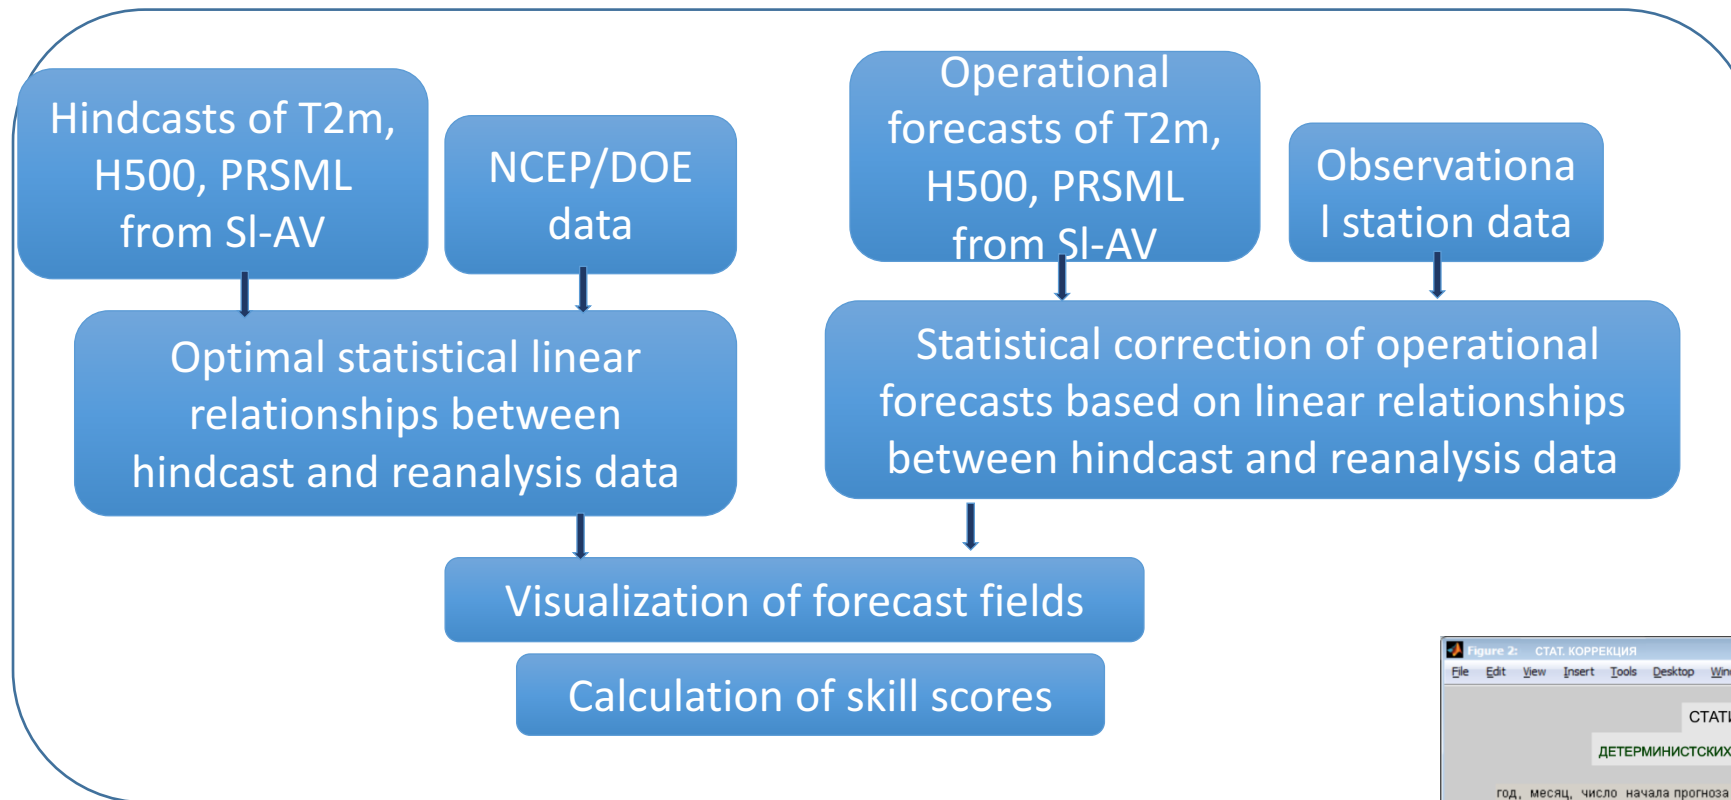 Hindcasts of T2m,
H500, PRSML
from Sl-AV
NCEP/DOE
data
Operational
forecasts of T2m,
H500, PRSML
from Sl-AV
Observationa
l station data
Optimal statistical linear
relationships between
hindcast and reanalysis data
Statistical correction of operational
forecasts based on linear relationships
between hindcast and reanalysis data
Visualization of forecast fields
Calculation of skill scores
Figure 2: СТАТ. КОРРЕКЦИЯ
File Edit View Insert Tools Desktop
ДЕТЕРМИНИСТСКИХ
год, месяц, число начала прогноза